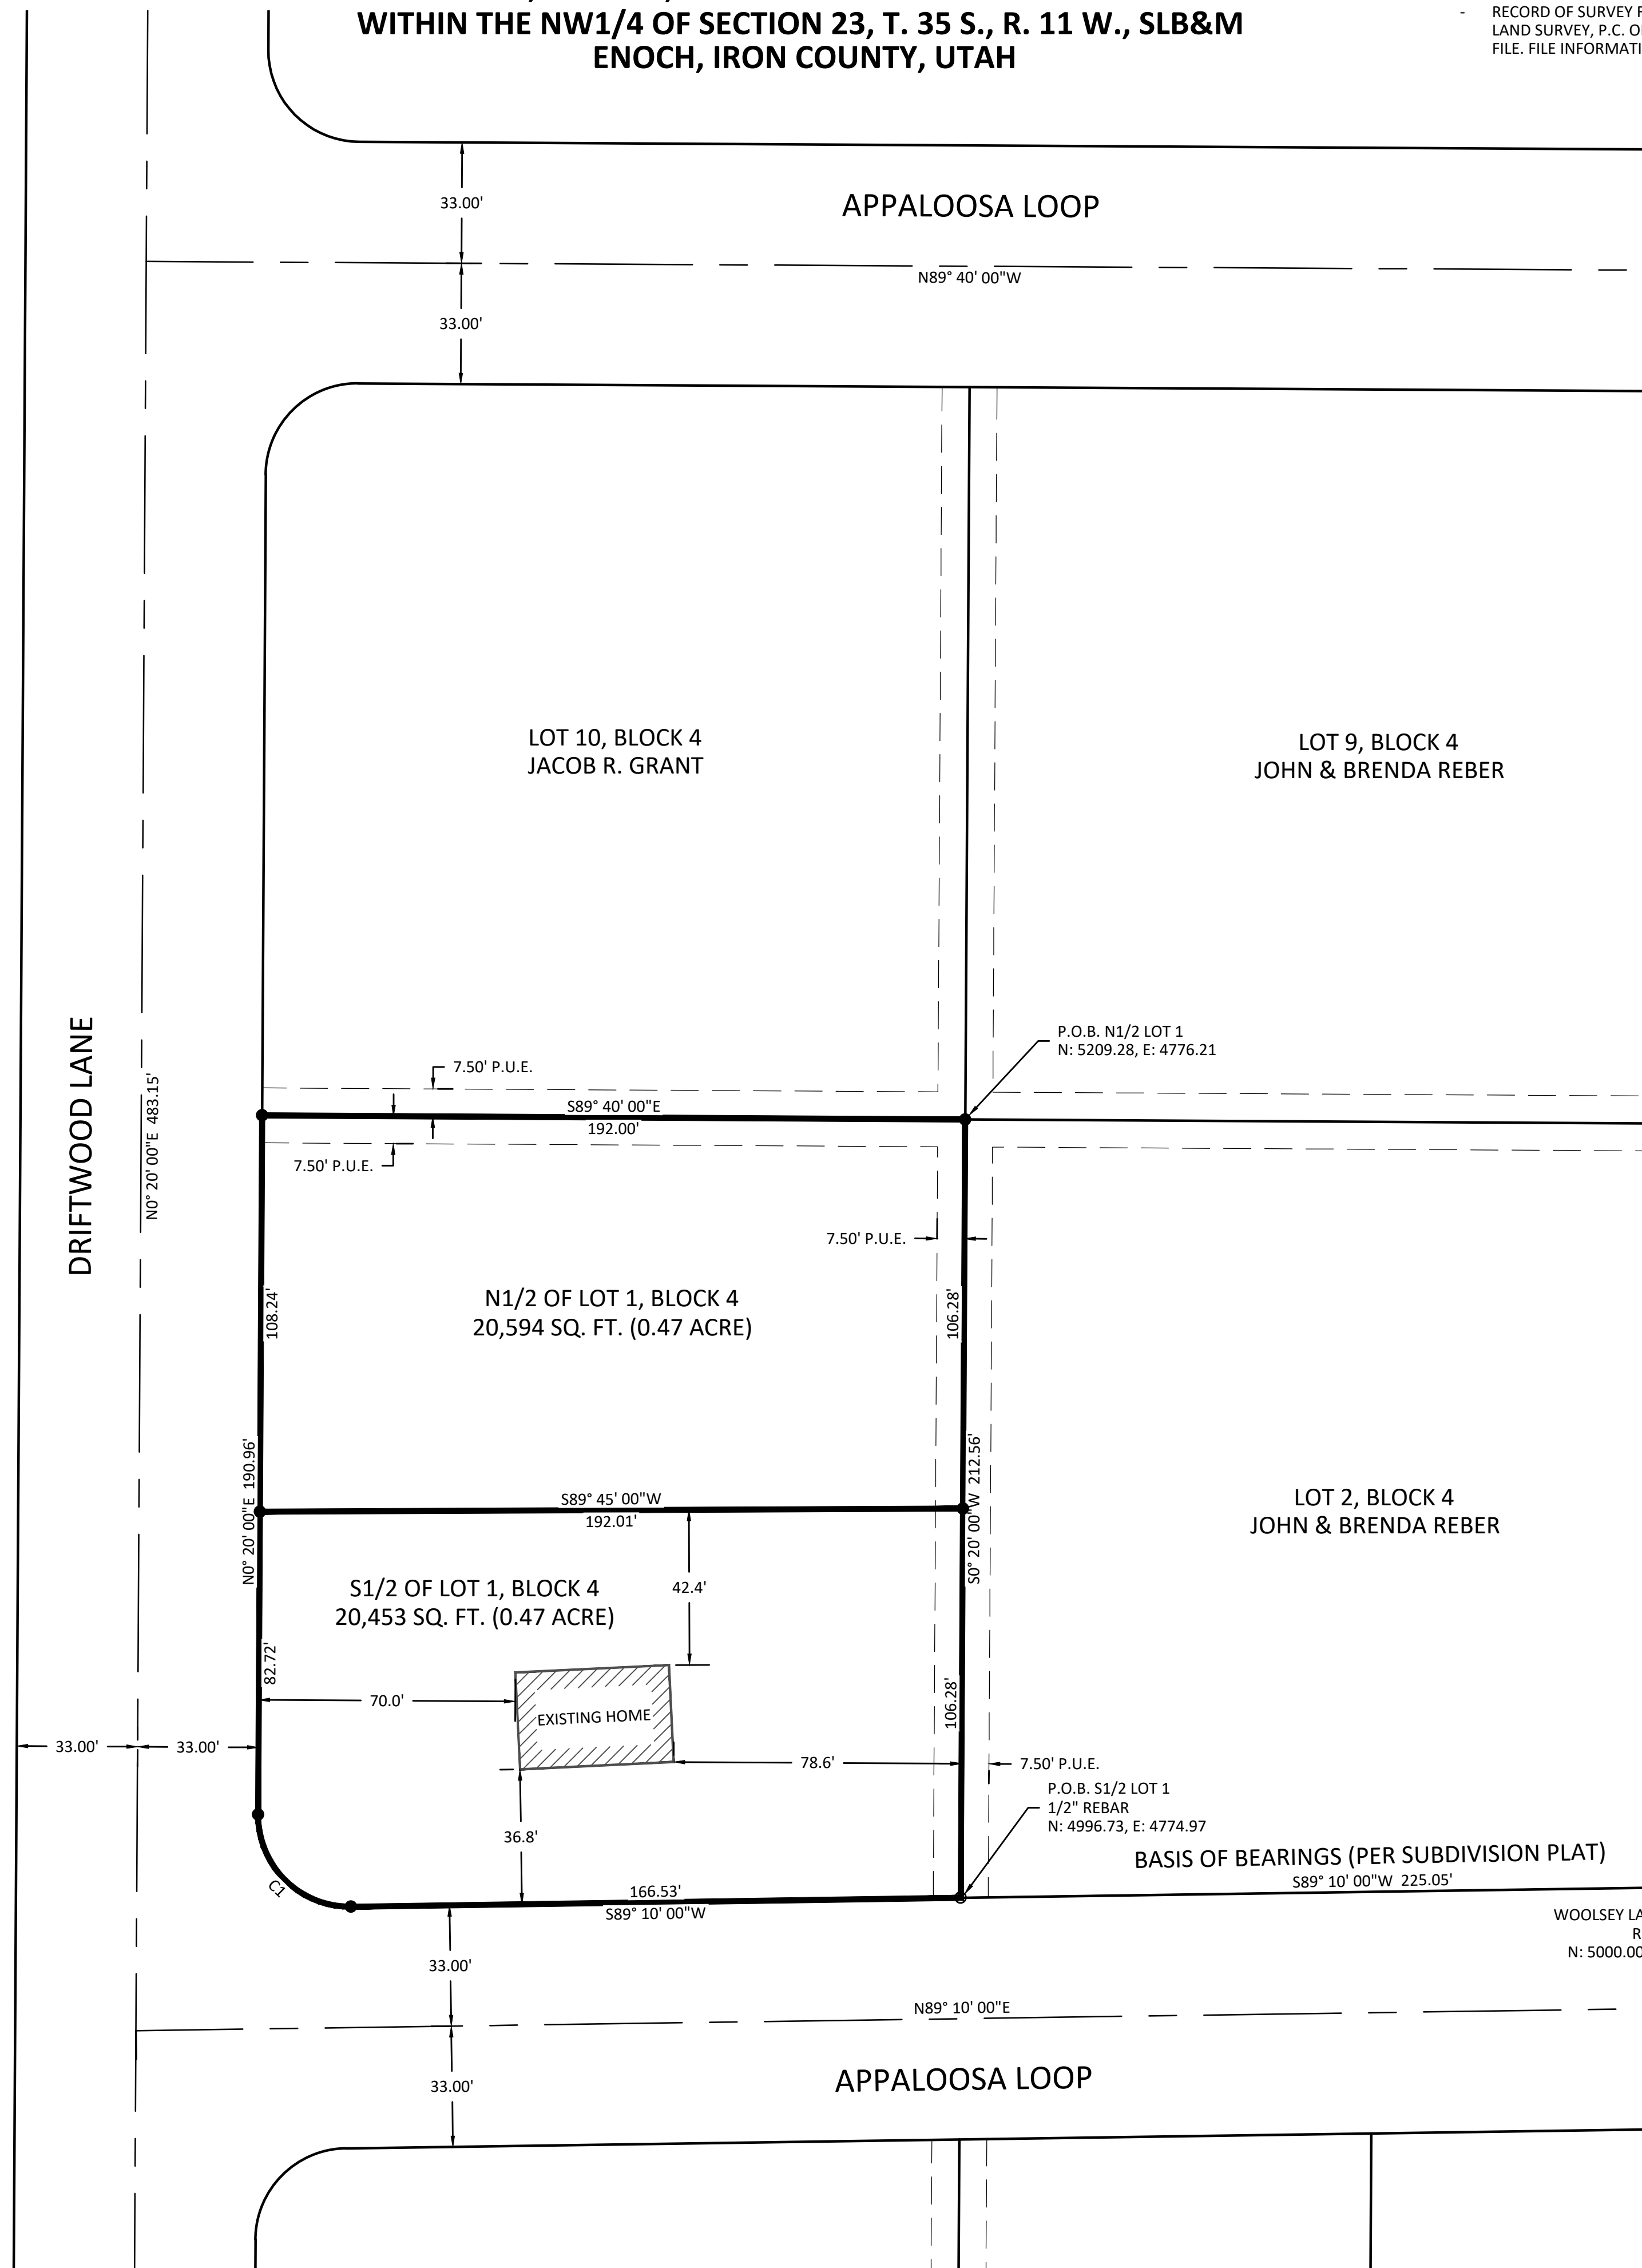 WITHIN THE NW1/4 OF SECTION 23, T. 35 S., R. 11 W., SLB&M
ENOCH, IRON COUNTY, UTAH
- RECORD OF SURVEY
LAND SURVEY, P.C.
FILE. FILE
33.00'
APPALOOSA LOOP
N89° 40' 00"W
33.00'
LOT 10, BLOCK 4
JACOB R. GRANT
LOT 9, BLOCK 4
JOHN & BRENDA REBER
DRIFTWOOD LANE
N0° 20' 00"E 483.15'
P.O.B. N1/2 LOT 1
N: 5209.28, E: 4776.21
7.50' P.U.E.
S89° 40' 00"E
192.00'
7.50' P.U.E.
7.50' P.U.E.
108.24'
N1/2 OF LOT 1, BLOCK 4
20,594 SQ. FT. (0.47 ACRE)
106.28'
N0° 20' 00"E 190.96'
S0° 20' 00"W 212.56'
S89° 45' 00"W
192.01'
LOT 2, BLOCK 4
JOHN & BRENDA REBER
S1/2 OF LOT 1, BLOCK 4
20,453 SQ. FT. (0.47 ACRE)
42.4'
82.72'
70.0'
EXISTING HOME
106.28'
33.00'
33.00'
78.6'
7.50' P.U.E.
P.O.B. S1/2 LOT 1
1/2" REBAR
N: 4996.73, E: 4774.97
36.8'
BASIS OF BEARINGS (PER SUBDIVISION PLAT)
S89° 10' 00"W 225.05'
C1
166.53'
S89° 10' 00"W
WOOLSEY
N: 5000.00
33.00'
N89° 10' 00"E
APPALOOSA LOOP
33.00'